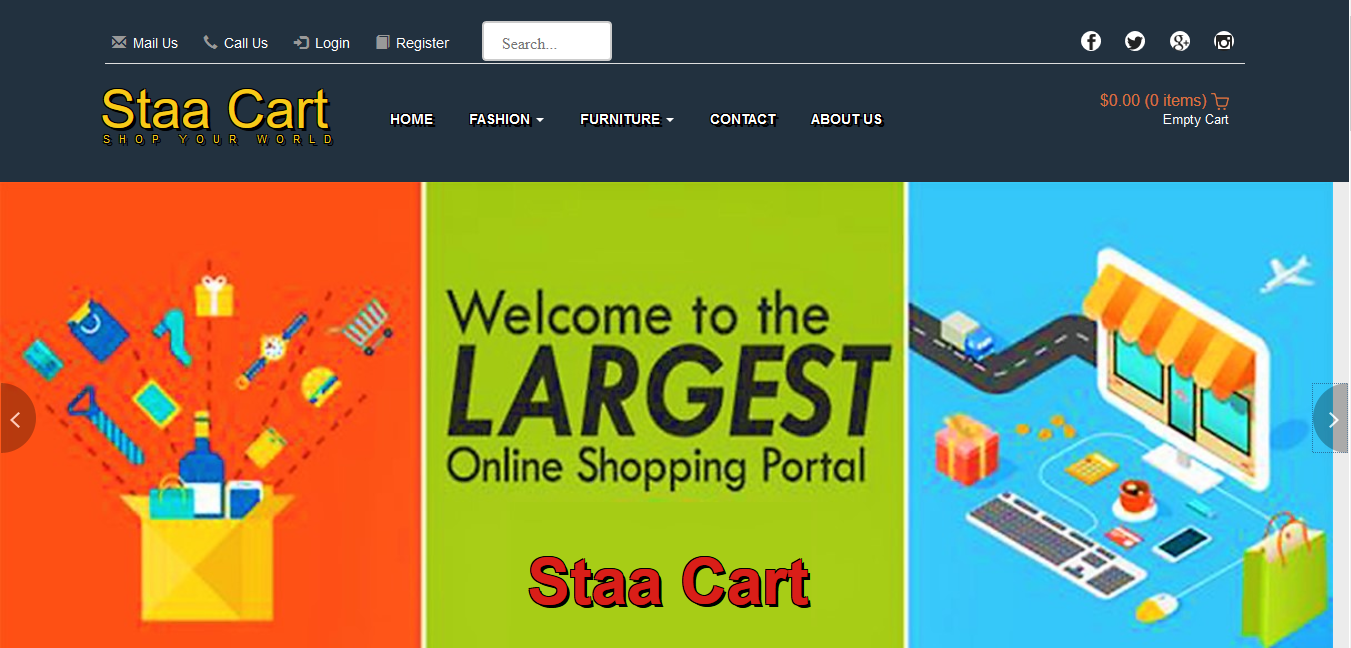 Mail Us Call Us Login Register Search...
Staa Cart
SHOP YOUR WORLD
HOME FASHION FURNITURE CONTACT ABOUT US
$0.00 (0 items)
Empty Cart
Welcome to the
LARGEST
Online Shopping Portal
Staa Cart